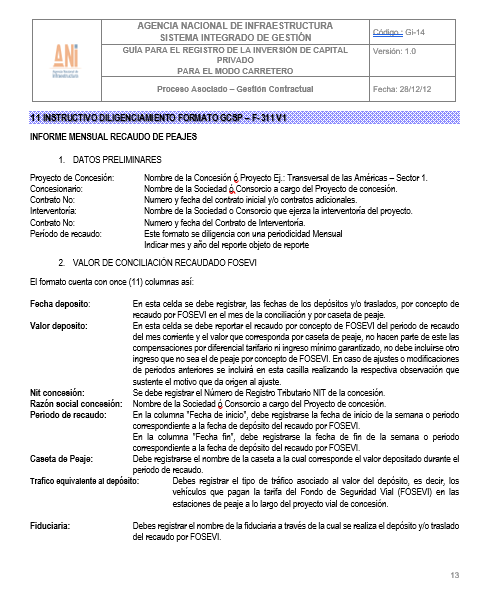 AGENCIA NACIONAL DE INFRAESTRUCTURA
SISTEMA INTEGRADO DE GESTIÓN
Código.: GI-14
GUÍA PARA EL REGISTRO DE LA INVERSIÓN DE CAPITAL
PRIVADO
PARA EL MODO CARRETERO
Versión: 1.0
Proceso Asociado – Gestión Contractual
Fecha: 28/12/12
ANI
11 INSTRUCTIVO DILIGENCIAMIENTO FORMATO GCSP – F- 311 V1
INFORME MENSUAL RECAUDO DE PEAJES
1. DATOS PRELIMINARES
Proyecto de Concesión: Nombre de la Concesión ó Proyecto Ej.: Transversal de las Américas – Sector 1.
Concesionario: Nombre de la Sociedad ó Consorcio a cargo del Proyecto de concesión.
Contrato No: Numero y fecha del contrato inicial y/o contratos adicionales.
Interventoría: Nombre de la Sociedad o Consorcio que ejerza la interventoría del proyecto.
Contrato No: Numero y fecha del Contrato de Interventoría.
Período de recaudo: Este formato se diligencia con una periodicidad Mensual
Indicar mes y año del reporte objeto de reporte
2. VALOR DE CONCILIACIÓN RECAUDADO FOSEVI
El formato cuenta con once (11) columnas así:
Fecha deposito: En esta celda se debe registrar, las fechas de los depósitos y/o traslados, por concepto de
recaudo por FOSEVI en el mes de la conciliación y por caseta de peaje.
Valor deposito: En esta celda se debe reportar el recaudo por concepto de FOSEVI del periodo de recaudo
del mes corriente y el valor que corresponda por caseta de peaje, no hacen parte de este las
compensaciones por diferencial tarifario ni ingreso mínimo garantizado, no debe incluirse otro
ingreso que no sea el de peaje por concepto de FOSEVI. En caso de ajustes o modificaciones
de periodos anteriores se incluirá en esta casilla realizando la respectiva observación que
sustente el motivo que da origen al ajuste.
Nit concesión: Se debe registrar el Número de Registro Tributario NIT de la concesión.
Razón social concesión: Nombre de la Sociedad ó Consorcio a cargo del Proyecto de concesión.
Periodo de recaudo: En la columna "Fecha de inicio", debe registrarse la fecha de inicio de la semana o periodo
correspondiente a la fecha de depósito del recaudo por FOSEVI.
En la columna "Fecha fin", debe registrarse la fecha de fin de la semana o periodo
correspondiente a la fecha de depósito del recaudo por FOSEVI.
Caseta de Peaje: Debe registrarse el nombre de la caseta a la cual corresponde el valor depositado durante el
periodo de recaudo.
Trafico equivalente al depósito: Debes registrar el tipo de tráfico asociado al valor del depósito, es decir, los
vehículos que pagan la tarifa del Fondo de Seguridad Vial (FOSEVI) en las
estaciones de peaje a lo largo del proyecto vial de concesión.
Fiduciaria: Debes registrar el nombre de la fiduciaria a través de la cual se realiza el depósito y/o traslado
del recaudo por FOSEVI.
13